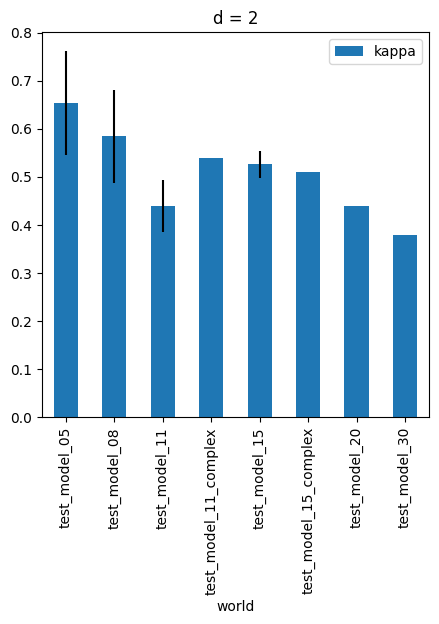 d = 2
kappa
0.8
0.7
0.6
0.5
0.4
0.3
0.2
0.1
0.0
test_model_05
test_model_08
test_model_11
test_model_11_complex
test_model_15
test_model_15_complex
test_model_20
test_model_30
world